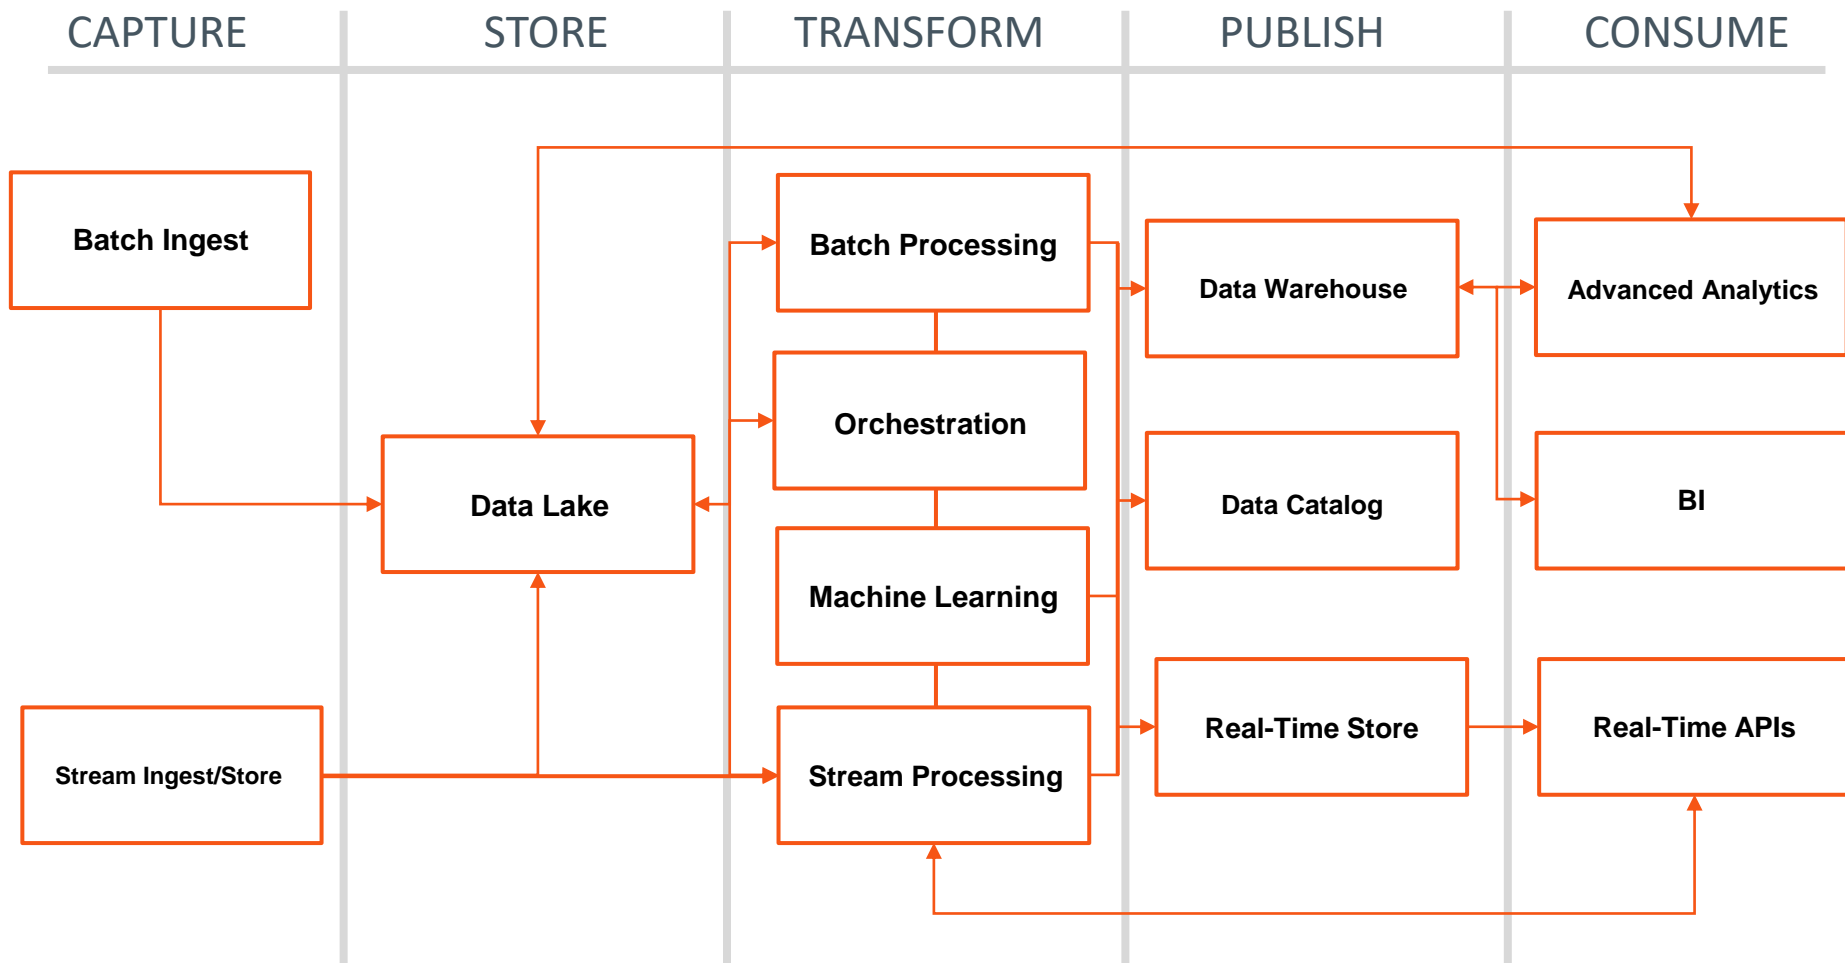 CAPTURE
STORE
TRANSFORM
PUBLISH
CONSUME
Batch Ingest
Stream Ingest/Store
Data Lake
Batch Processing
Orchestration
Machine Learning
Stream Processing
Data Warehouse
Data Catalog
Real-Time Store
Advanced Analytics
BI
Real-Time APIs